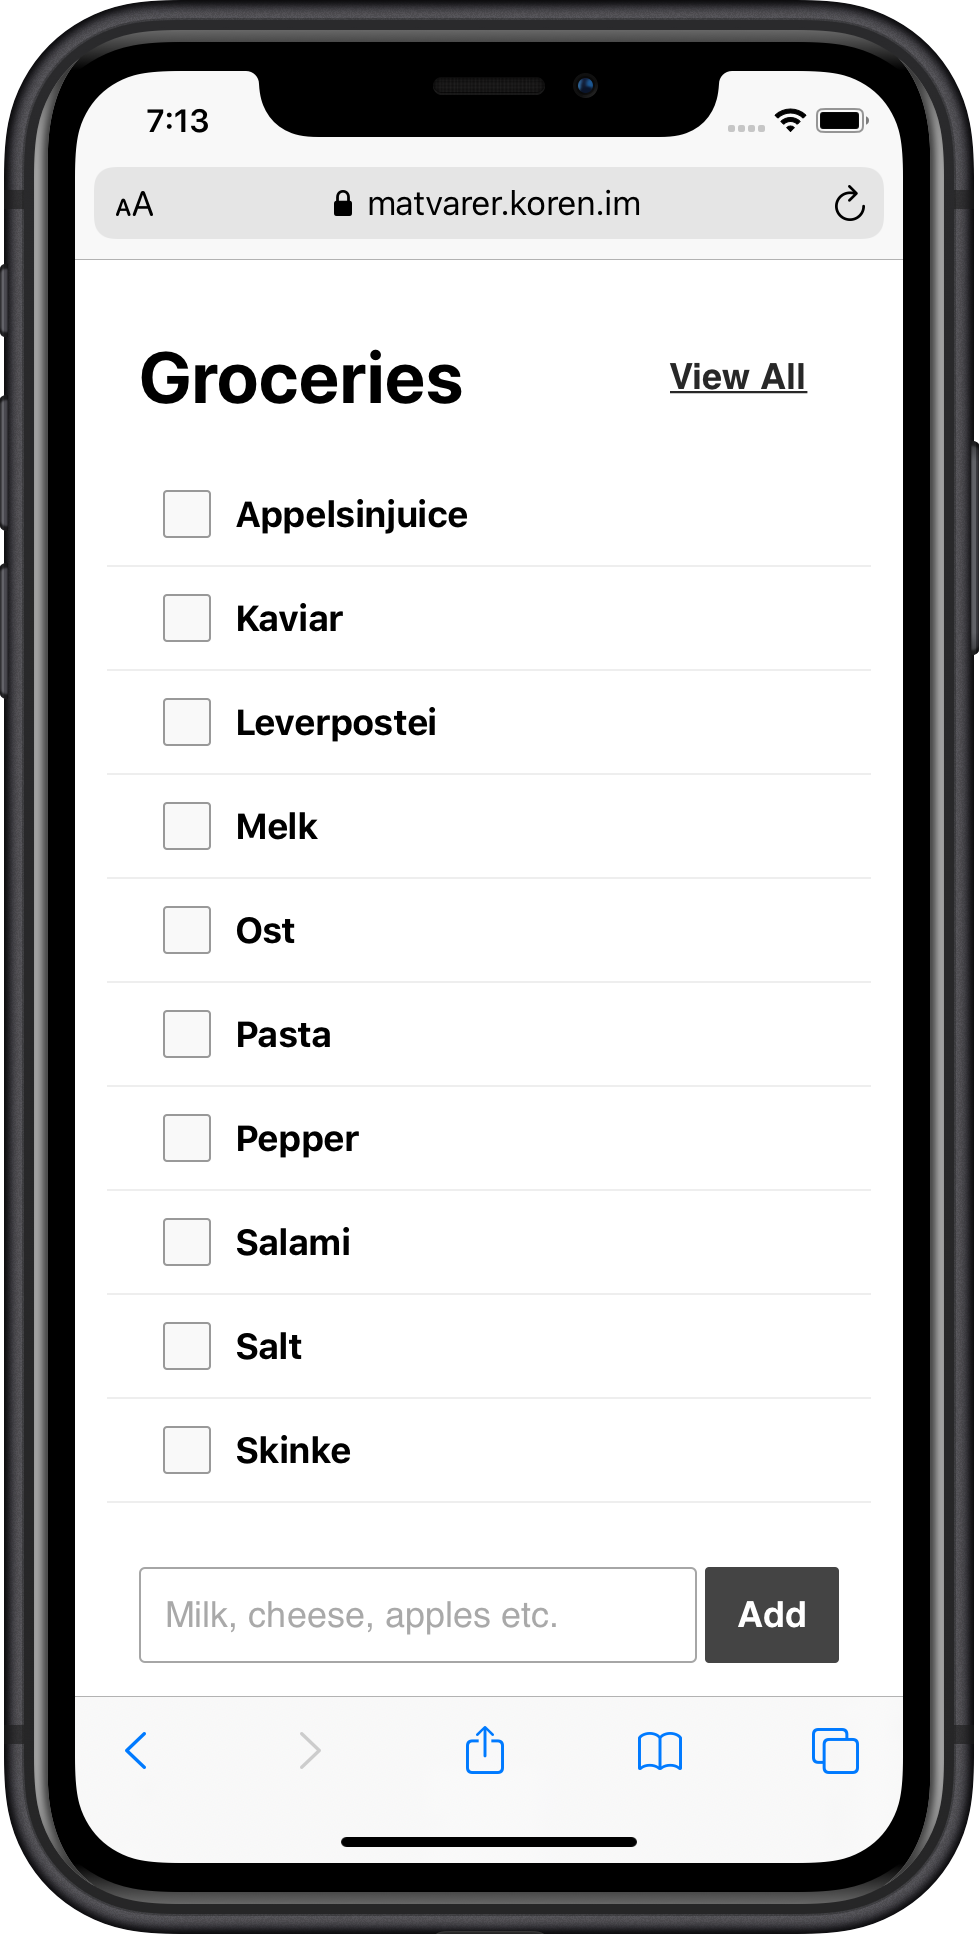 7:13
AA matvarer.koren.im
Groceries View All
Appelsinjuice
Kaviar
Leverpostei
Melk
Ost
Pasta
Pepper
Salami
Salt
Skinke
Milk, cheese, apples etc. Add